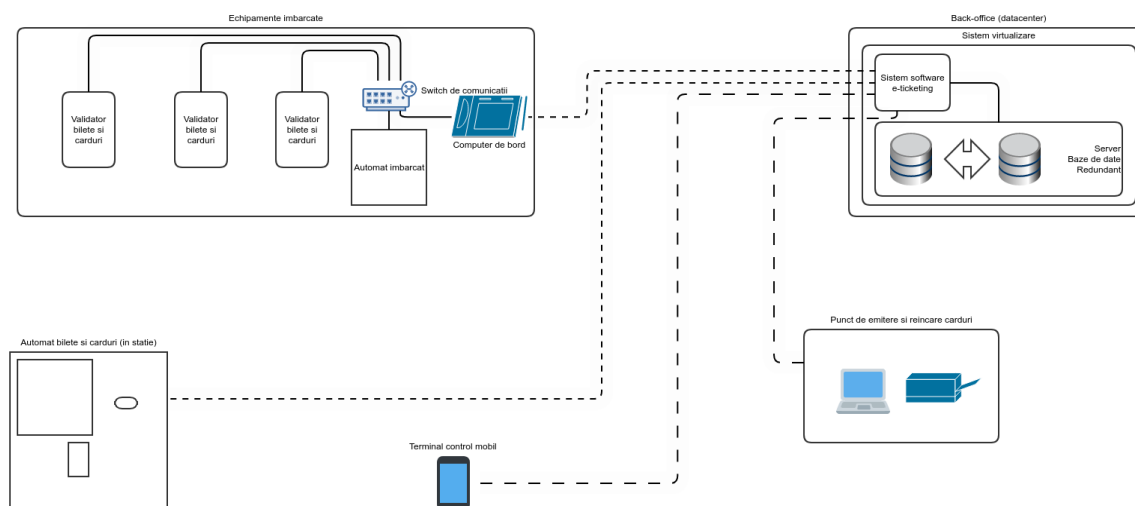 Echipamente imbarcate
Validator
bilete si
carduri
Validator
bilete si
carduri
Validator
bilete si
carduri
Switch de comunicatii
Computer de bord
Automat imbarcat
Back-office (datacenter)
Sistem virtualizare
Sistem software
e-ticketing
Server
Baze de date
Redundant
Automat bilete si carduri (in statie)
Terminal control mobil
Punct de emitere si reincare carduri